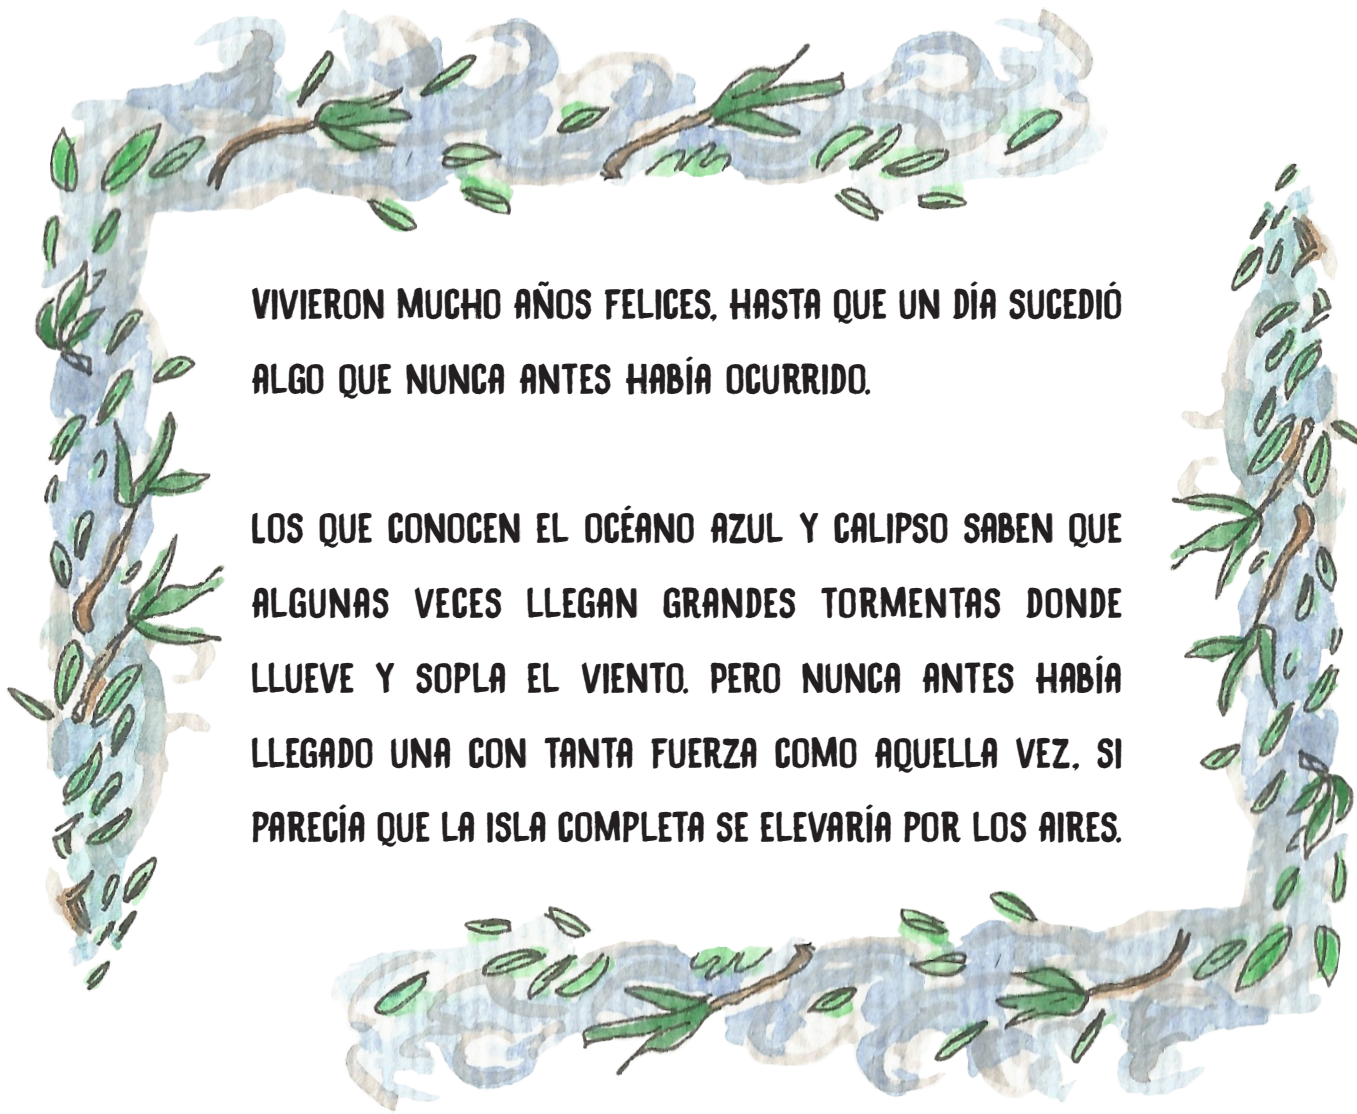 VIVIERON MUCHO AÑOS FELICES, HASTA QUE UN DÍA SUCEDIÓ
ALGO QUE NUNCA ANTES HABÍA OCURRIDO.
LOS QUE CONOCEN EL OCÉANO AZUL Y CALIPSO SABEN QUE
ALGUNAS VECES LLEGAN GRANDES TORMENTAS DONDE
LLUEVE Y SOPLA EL VIENTO. PERO NUNCA ANTES HABÍA
LLEGADO UNA CON TANTA FUERZA COMO AQUELLA VEZ, SI
PARECÍA QUE LA ISLA COMPLETA SE ELEVARÍA POR LOS AIRES.